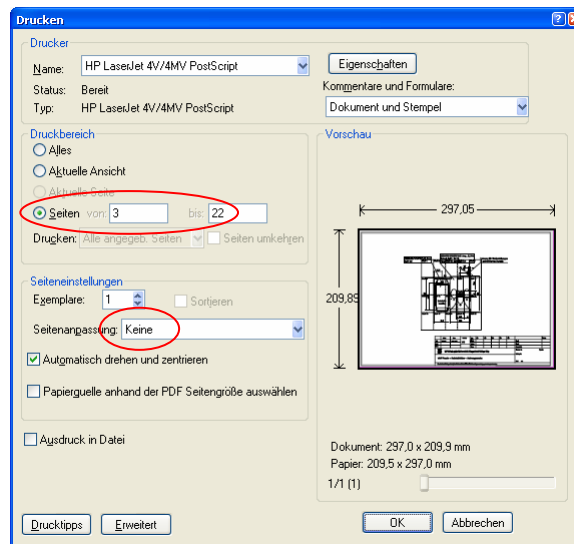 Drucken
Drucker
Name: HP LaserJet 4V/4MV PostScript
Eigenschaften
Status: Bereit
Kommentare und Formulare:
Typ: HP LaserJet 4V/4MV PostScript
Dokument und Stempel
Druckbereich
Alles
Aktuelle Ansicht
Aktuelle Seite
Seiten von: 3 bis: 22
Drucken: Alle angegeb. Seiten Seiten umkehren
Seiteneinstellungen
Exemplare: 1 Sortieren
Seitenanpassung: Keine
Automatisch drehen und zentrieren
Papierquelle anhand der PDF Seitengröße auswählen
Ausdruck in Datei
Vorschau
297,05
209,89
Dokument: 297,0 x 209,9 mm
Papier: 209,5 x 297,0 mm
1/1 (1)
Drucktipps Erweitert OK Abbrechen